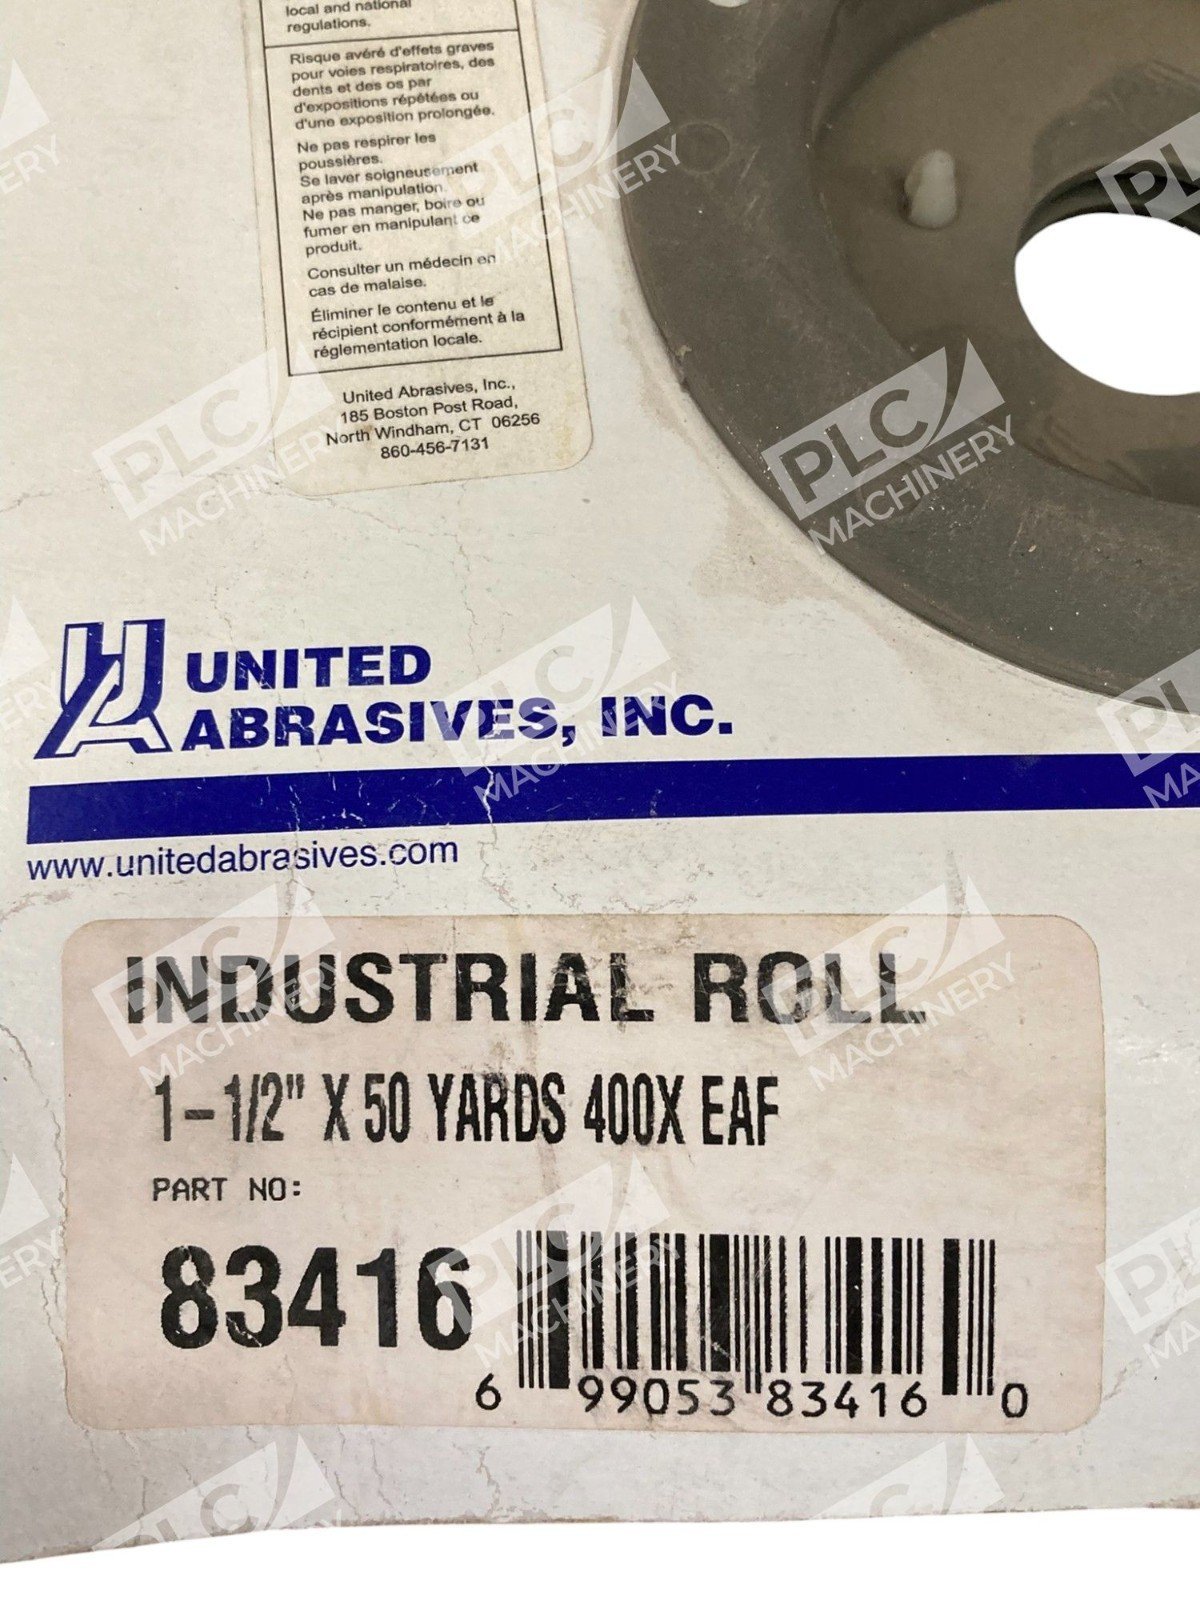 local and national
regulations.
Risque avéré d'effets graves
pour voies respiratoires, des
dents et des os par
d'expositions répétées ou
d'une exposition prolongée.
Ne pas respirer les
poussières.
Se laver soigneusement
après manipulation.
Ne pas manger, boire ou
fumer en manipulant ce
produit.
Consulter un médecin en
cas de malaise.
Éliminer le contenu et le
récipient conformément à la
réglementation locale.
United Abrasives, Inc.,
185 Boston Post Road,
North Windham, CT 06256
860-456-7131
UA UNITED
ABRASIVES, INC.
www.unitedabrasives.com
INDUSTRIAL ROLL
1-1/2" X 50 YARDS 400X EAF
PART NO:
83416
6 99053 83416 0
PLC MACHINERY